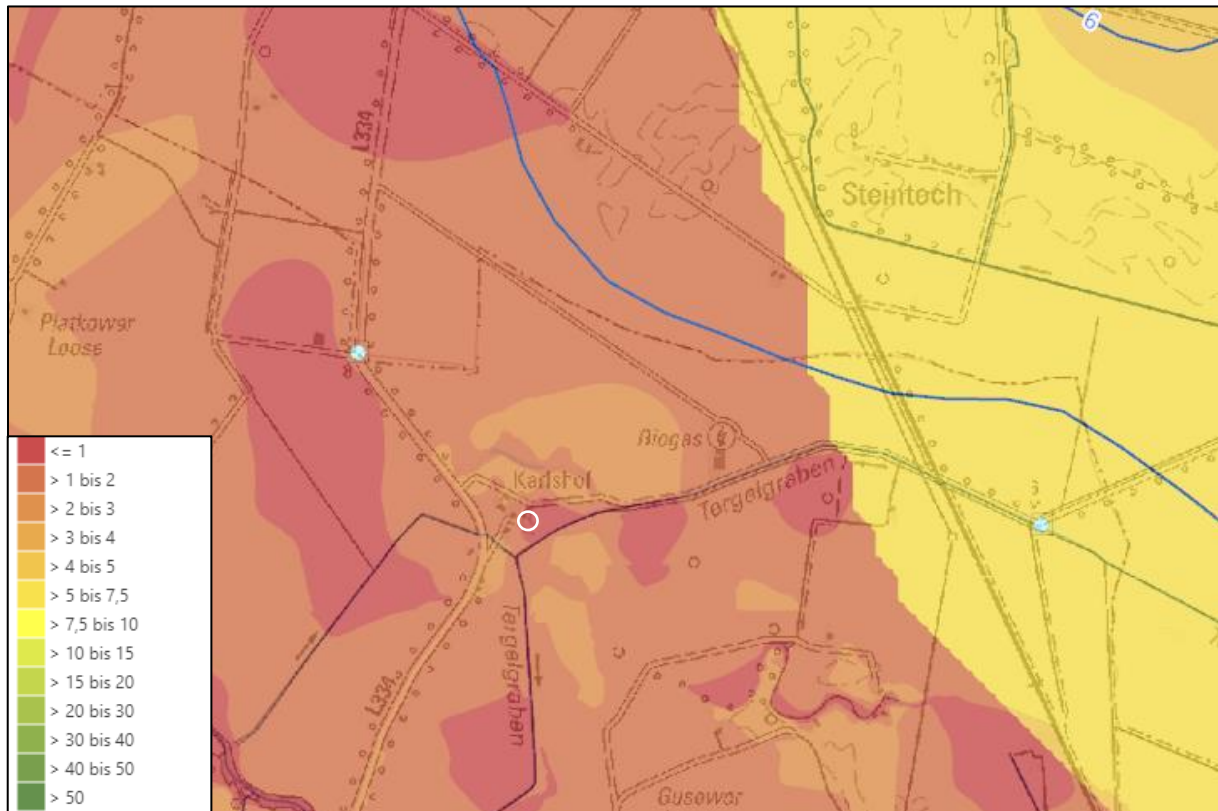 6
L334
Steintoch
Platkower
Loose
Biogas
Karlshof
Tergelgraben
6
Tergelgraben
L334
Gusower
<= 1
> 1 bis 2
> 2 bis 3
> 3 bis 4
> 4 bis 5
> 5 bis 7,5
> 7,5 bis 10
> 10 bis 15
> 15 bis 20
> 20 bis 30
> 30 bis 40
> 40 bis 50
> 50